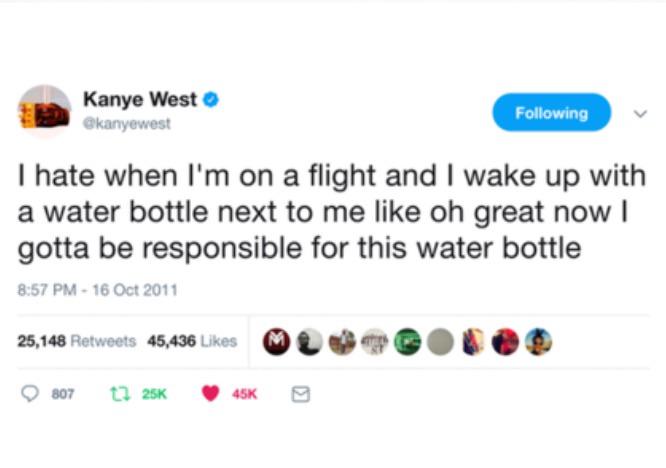 Kanye West
@kanyewest
Following
I hate when I'm on a flight and I wake up with
a water bottle next to me like oh great now I
gotta be responsible for this water bottle
8:57 PM - 16 Oct 2011
25,148 Retweets 45,436 Likes
807 25K 45K